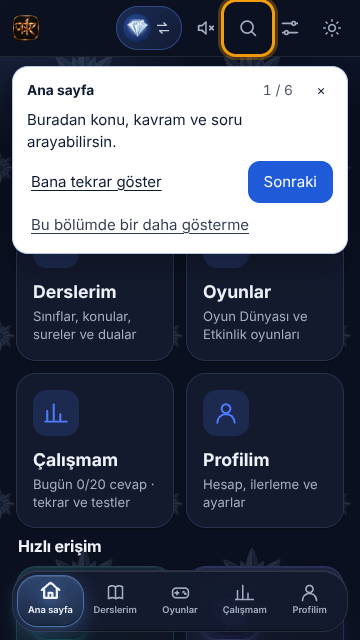 Ana sayfa 1 / 6 ×
Buradan konu, kavram ve soru
arayabilirsin.
Bana tekrar göster Sonraki
Bu bölümde bir daha gösterme
Derslerim
Sınıflar, konular,
sureler ve dualar
Oyunlar
Oyun Dünyası ve
Etkinlik oyunları
Çalışmam
Bugün 0/20 cevap ·
tekrar ve testler
Profilim
Hesap, ilerleme ve
ayarlar
Hızlı erişim
Ana sayfa Derslerim Oyunlar Çalışmam Profilim